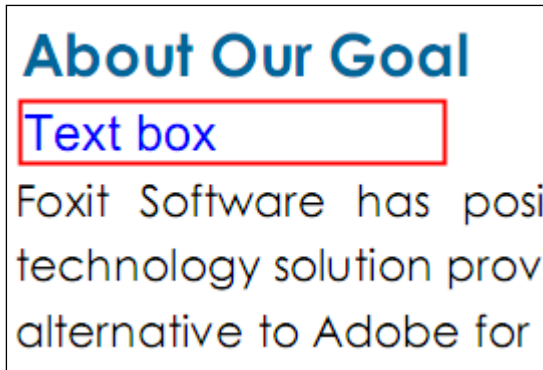 About Our Goal
Text box
Foxit Software has posi
technology solution prov
alternative to Adobe for